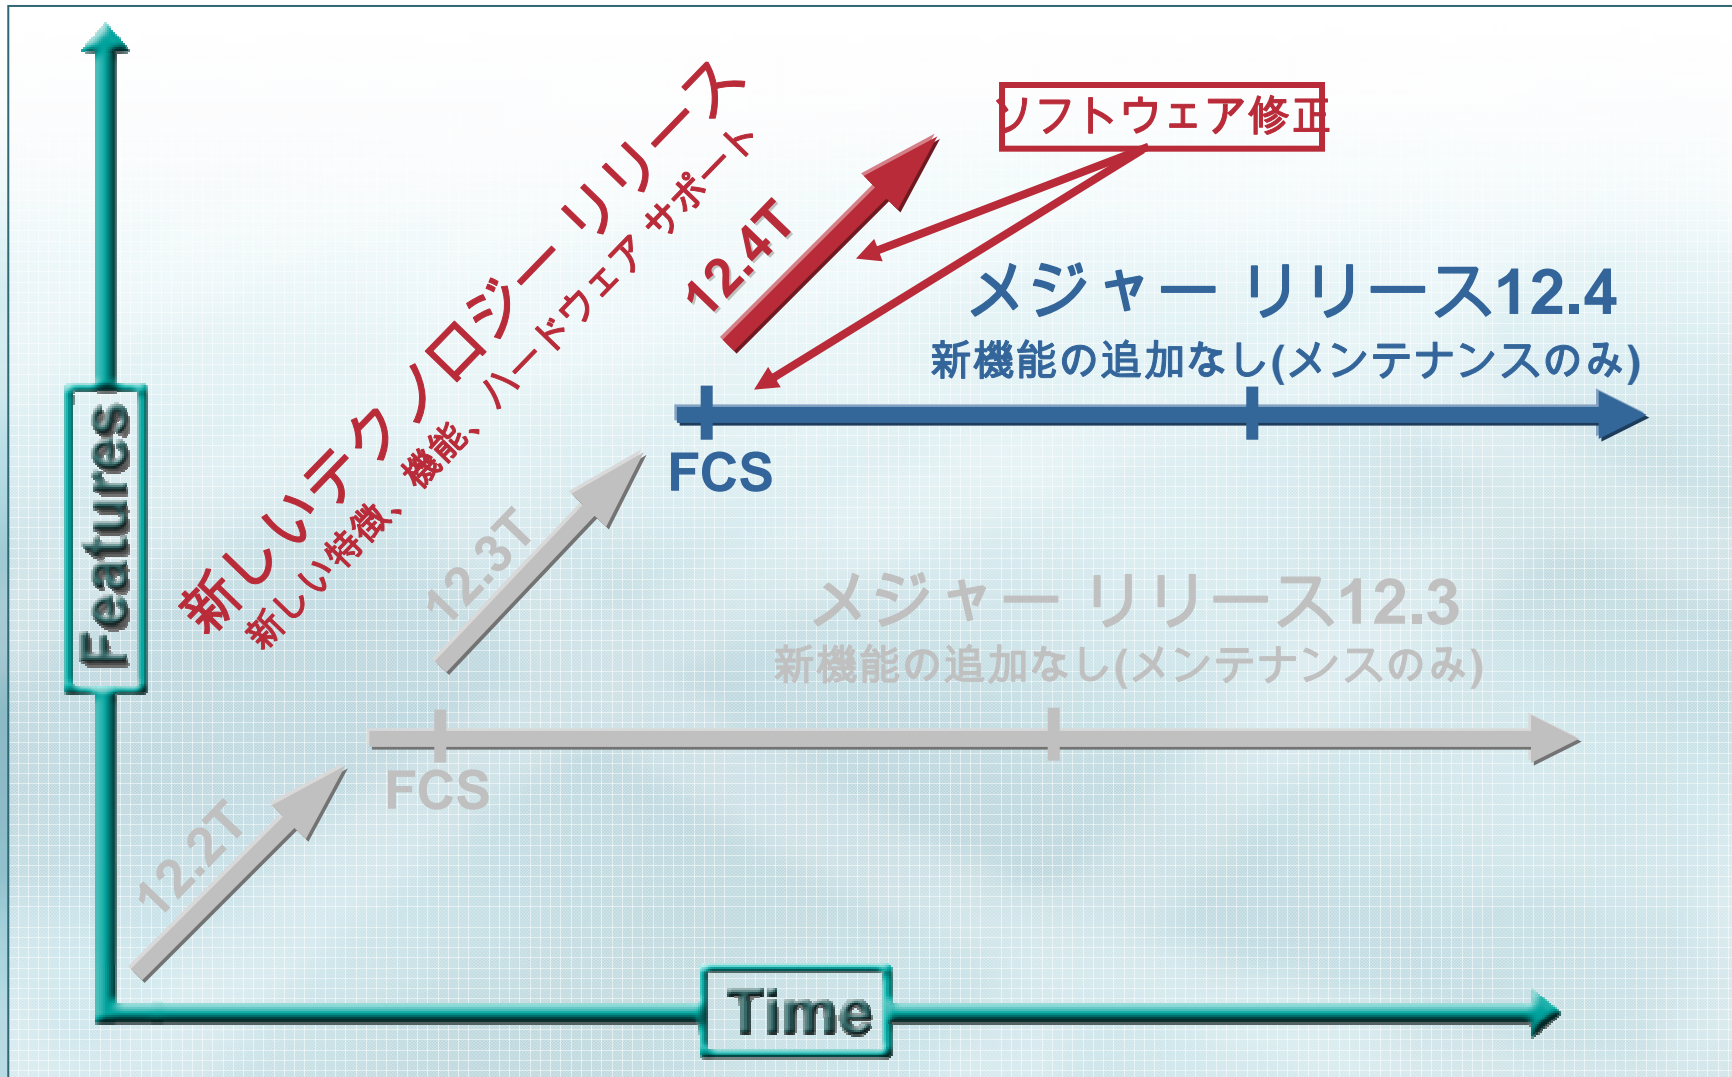 ソフトウェア修正
新しいテクノロジー リリース
新しい特徴、機能、ハードウェア サポート
12.4T
メジャー リリース12.4
新機能の追加なし(メンテナンスのみ)
FCS
Features
12.3T
メジャー リリース12.3
新機能の追加なし(メンテナンスのみ)
FCS
12.2T
Time